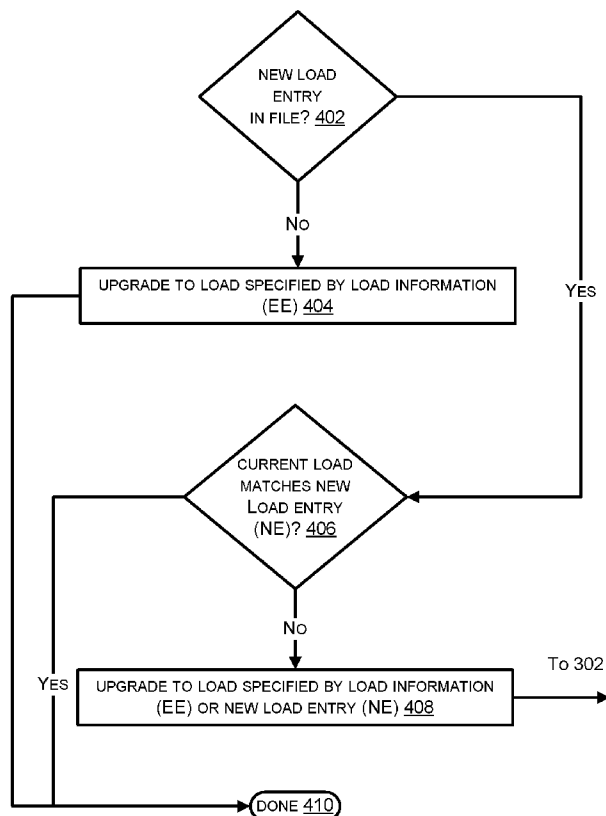 NEW LOAD
ENTRY
IN FILE? 402
NO
UPGRADE TO LOAD SPECIFIED BY LOAD INFORMATION
(EE) 404
YES
CURRENT LOAD
MATCHES NEW
LOAD ENTRY
(NE)? 406
NO
YES
To 302
UPGRADE TO LOAD SPECIFIED BY LOAD INFORMATION
(EE) OR NEW LOAD ENTRY (NE) 408
DONE 410